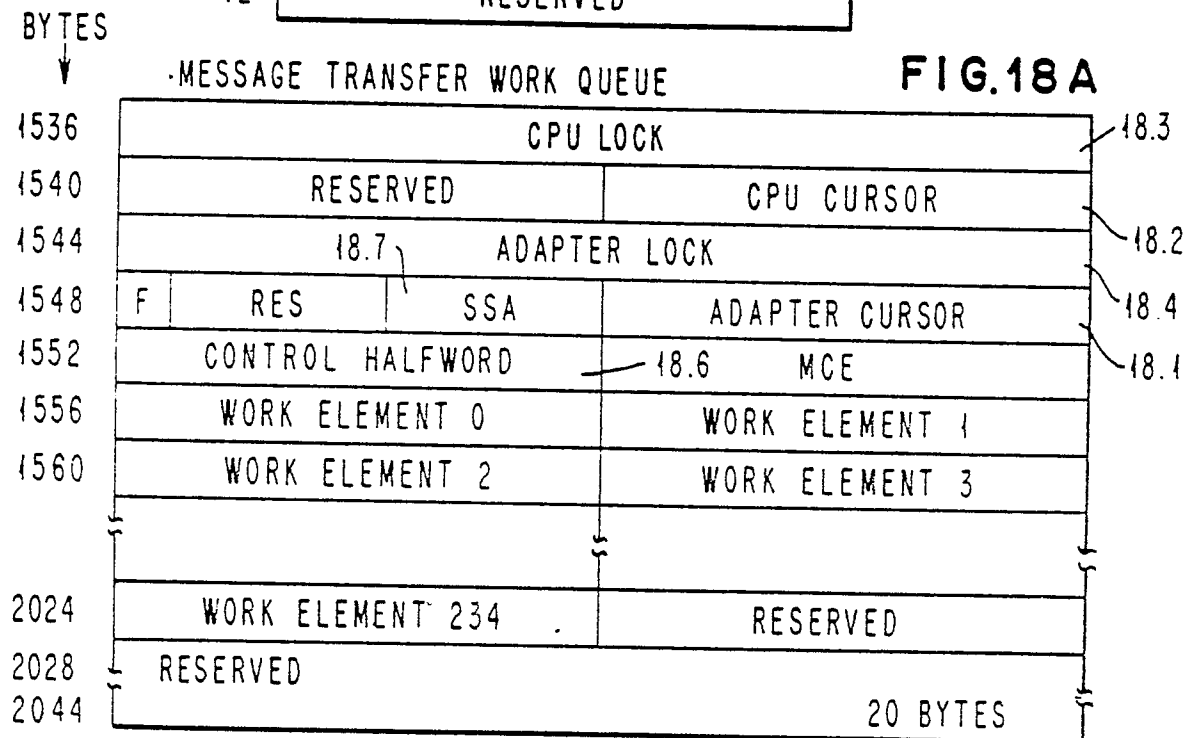 12 RESERVED
BYTES
MESSAGE TRANSFER WORK QUEUE FIG. 18A
1536 CPU LOCK 18.3
1540 RESERVED CPU CURSOR 18.2
1544 18.7 ADAPTER LOCK 18.4
1548 F RES SSA ADAPTER CURSOR 18.1
1552 CONTROL HALFWORD 18.6 MCE
1556 WORK ELEMENT 0 WORK ELEMENT 1
1560 WORK ELEMENT 2 WORK ELEMENT 3
2024 WORK ELEMENT 234 RESERVED
2028 RESERVED
2044 20 BYTES